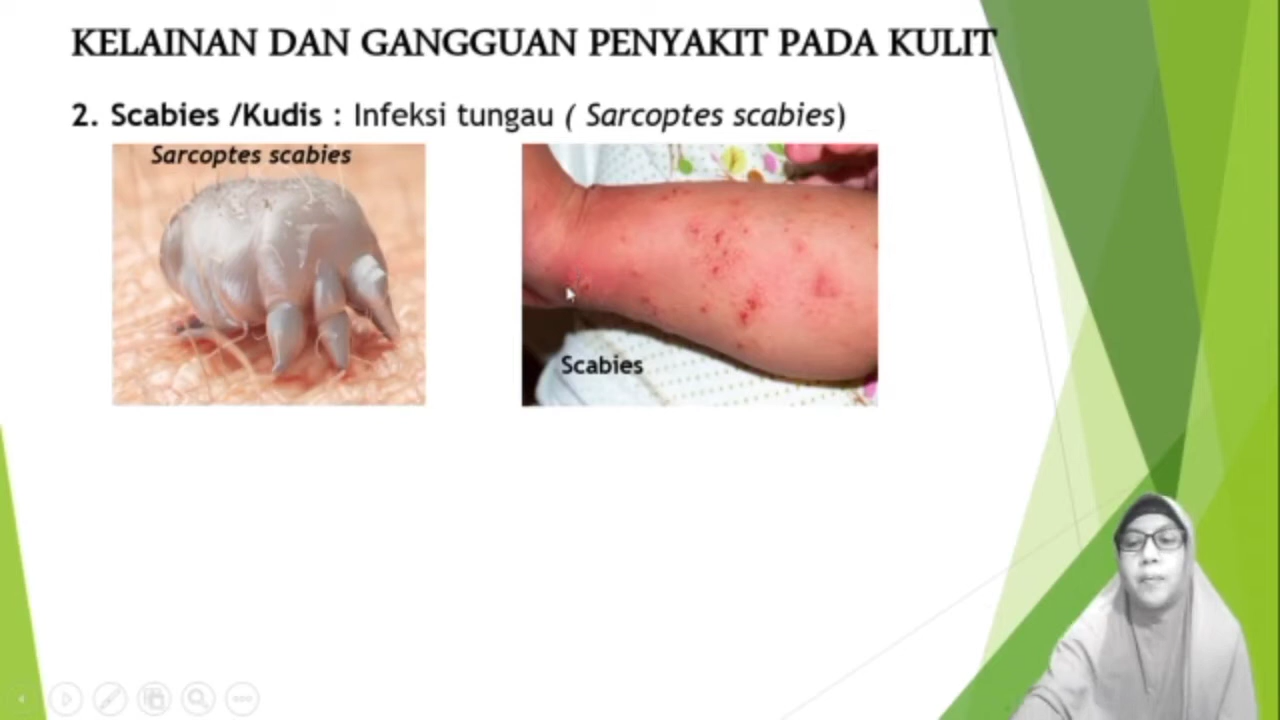 KELAINAN DAN GANGGUAN PENYAKIT PADA KULIT
2. Scabies /Kudis : Infeksi tungau ( Sarcoptes scabies)
Sarcoptes scabies
Scabies